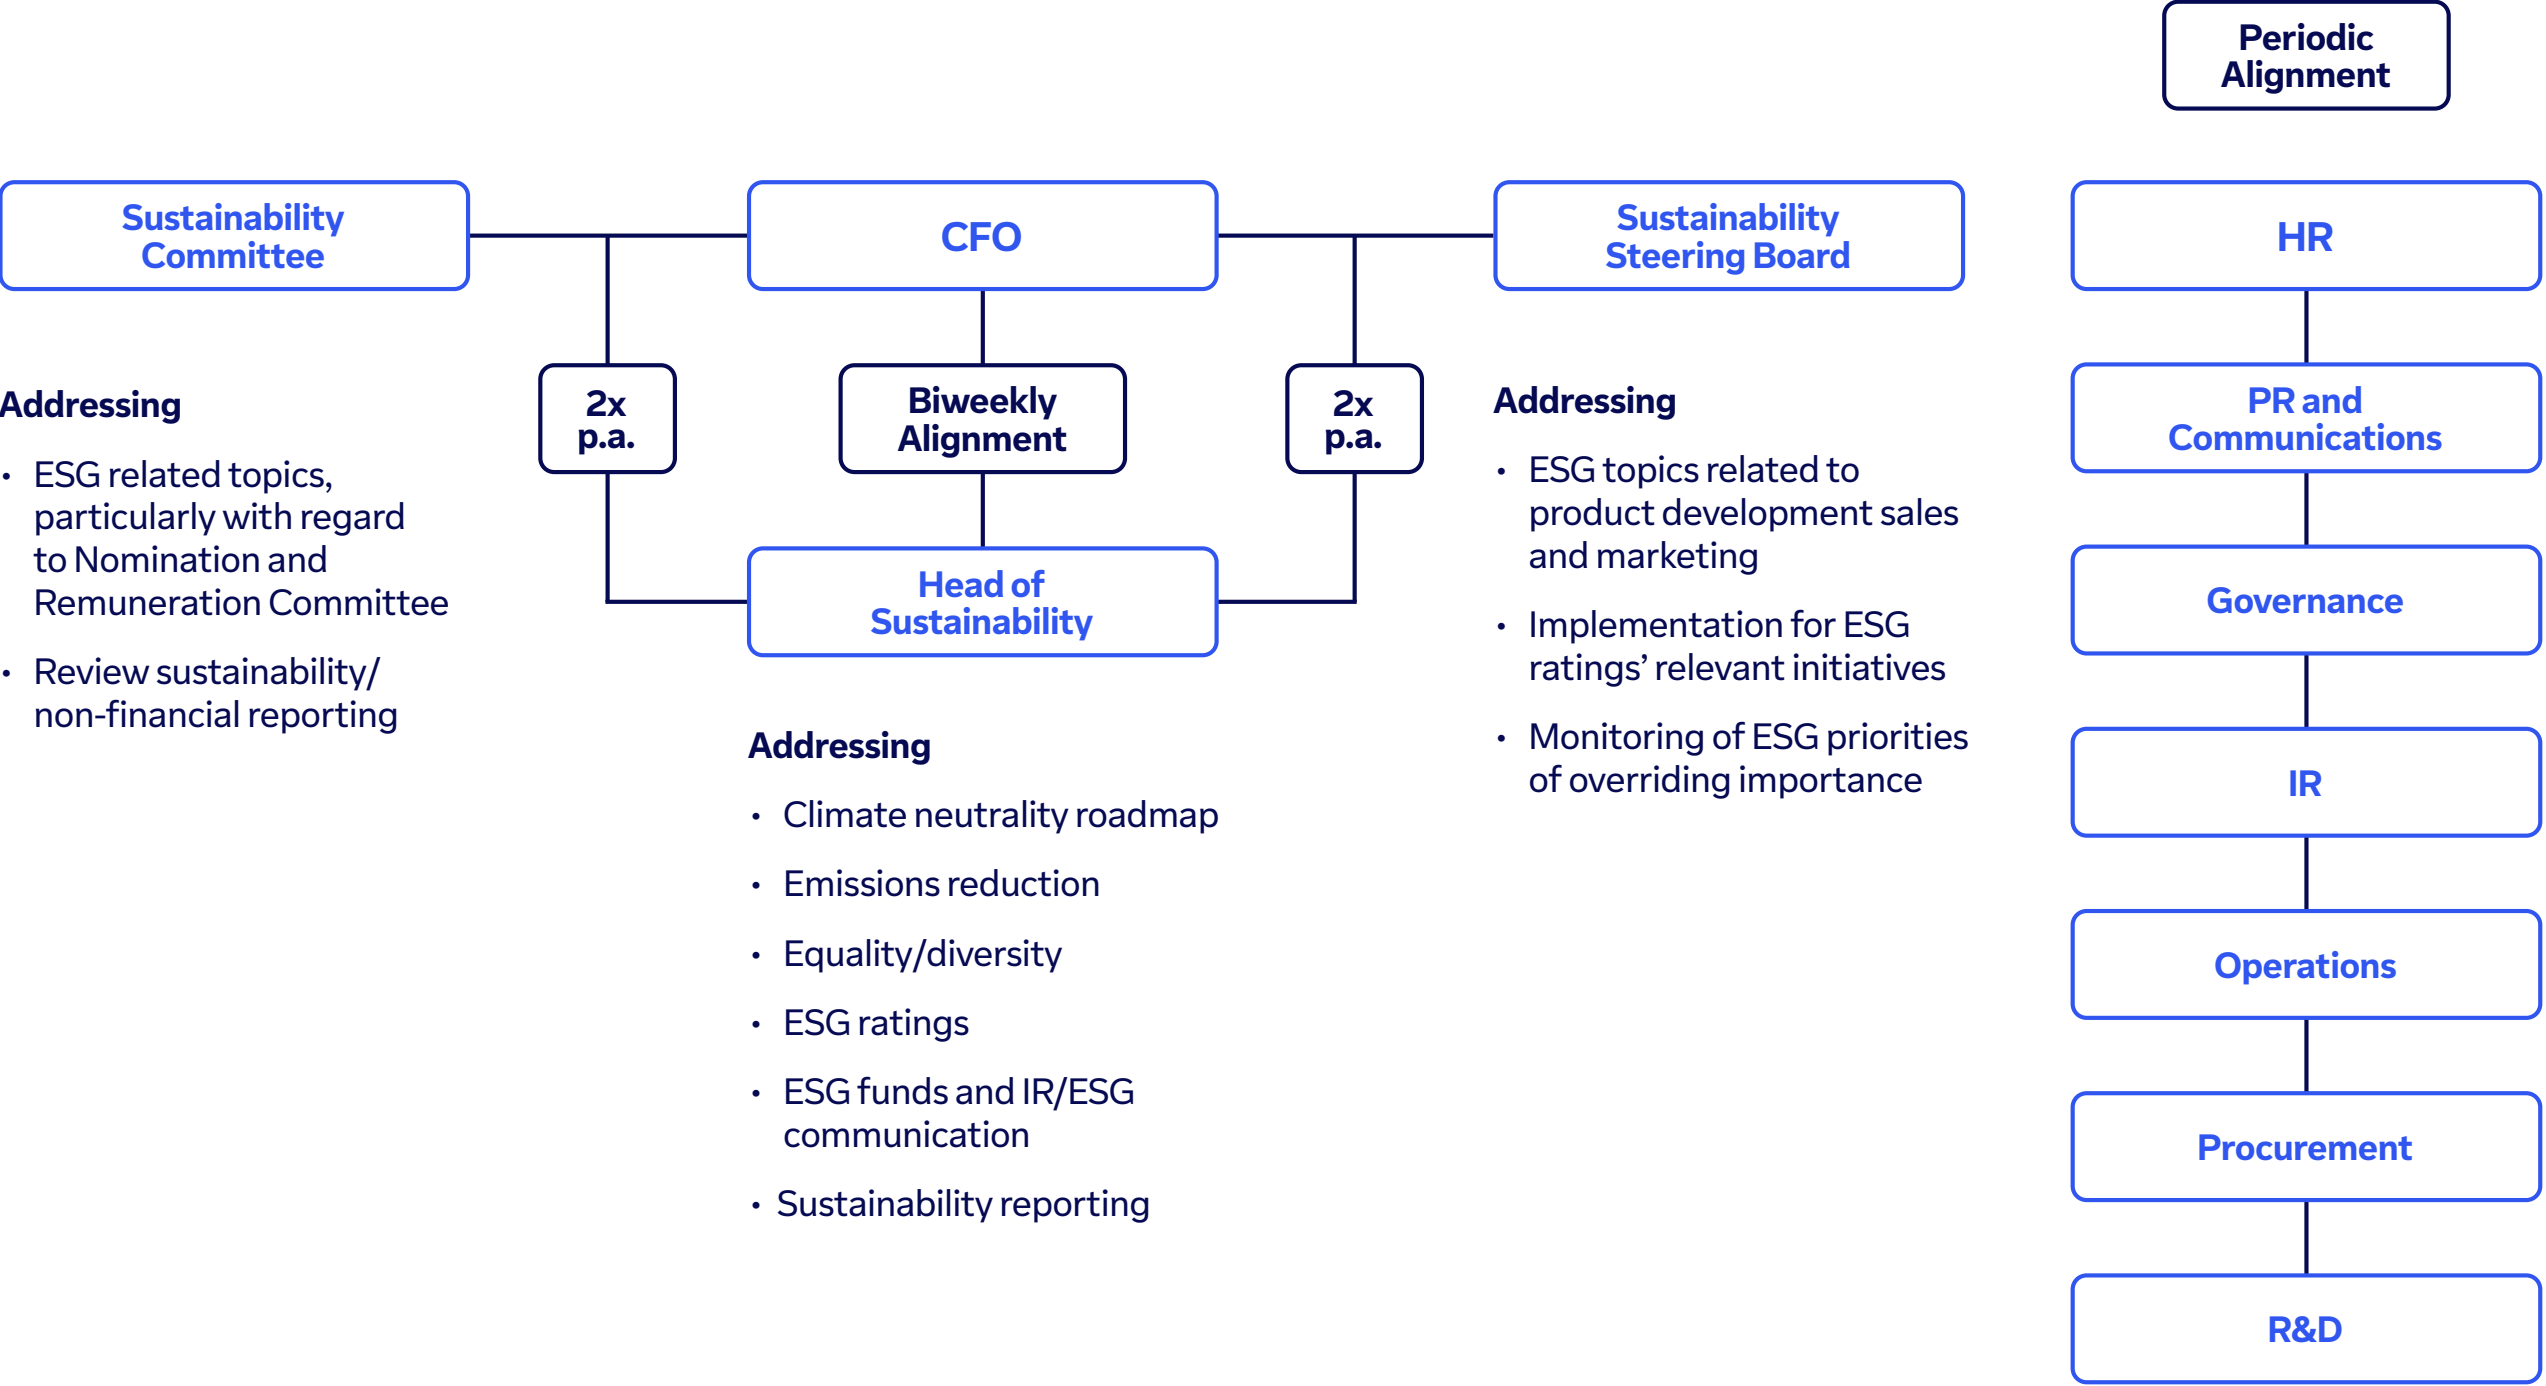 Periodic
Alignment
Sustainability
Committee
CFO
Sustainability
Steering Board
HR
2x
p.a.
Biweekly
Alignment
2x
p.a.
Head of
Sustainability
Addressing
• ESG related topics,
particularly with regard
to Nomination and
Remuneration Committee
• Review sustainability/
non-financial reporting
Addressing
• Climate neutrality roadmap
• Emissions reduction
• Equality/diversity
• ESG ratings
• ESG funds and IR/ESG
communication
• Sustainability reporting
Addressing
• ESG topics related to
product development sales
and marketing
• Implementation for ESG
ratings’ relevant initiatives
• Monitoring of ESG priorities
of overriding importance
PR and
Communications
Governance
IR
Operations
Procurement
R&D